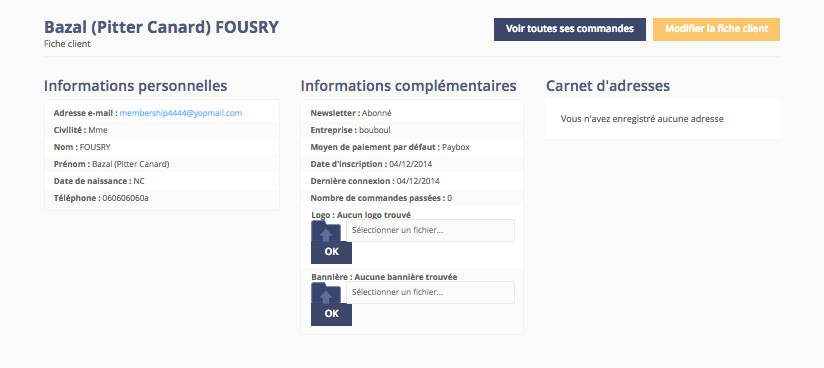 Bazal (Pitter Canard) FOUSRY
Fiche client
Voir toutes ses commandes
Modifier la fiche client
Informations personnelles
Adresse e-mail : membership4444@yopmail.com
Civilité : Mme
Nom : FOUSRY
Prénom : Bazal (Pitter Canard)
Date de naissance : NC
Téléphone : 060606060a
Informations complémentaires
Newsletter : Abonné
Entreprise : bouboul
Moyen de paiement par défaut : Paybox
Date d'inscription : 04/12/2014
Dernière connexion : 04/12/2014
Nombre de commandes passées : 0
Logo : Aucun logo trouvé
Sélectionner un fichier...
OK
Bannière : Aucune bannière trouvée
Sélectionner un fichier...
OK
Carnet d'adresses
Vous n'avez enregistré aucune adresse